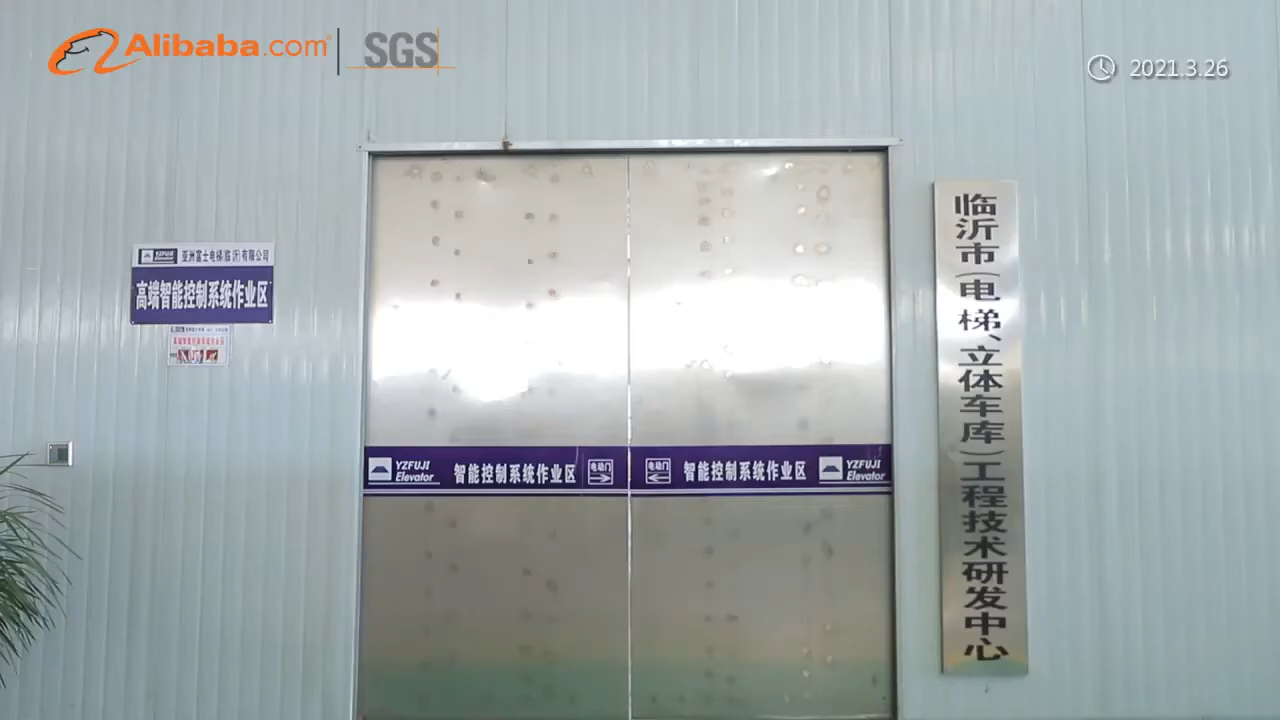 Alibaba.com
SGS
2021.3.26
YZFUJI
亚洲富士电梯(临沂)有限公司
高端智能控制系统作业区
YZFUJI
Elevator
智能控制系统作业区
电动门
电动门
智能控制系统作业区
YZFUJI
Elevator
临沂市(电梯、立体车库)工程技术研发中心